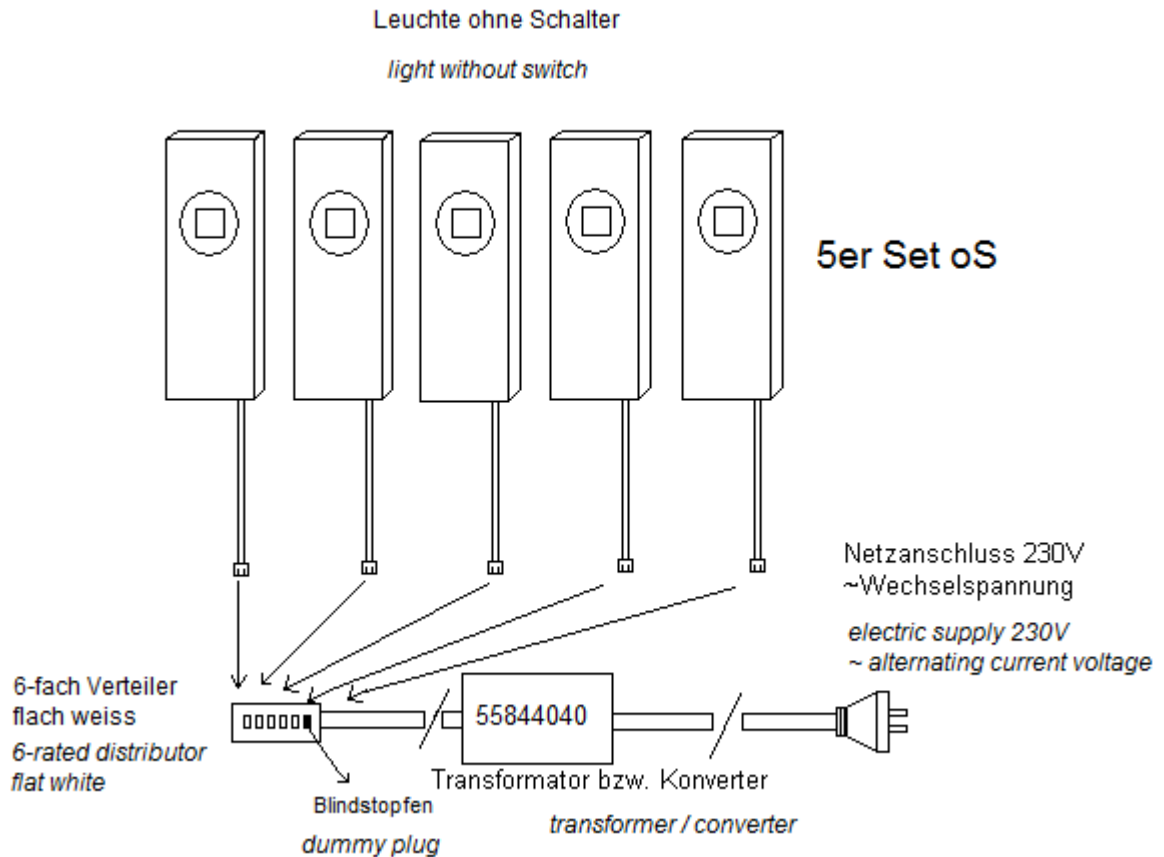 Leuchte ohne Schalter
light without switch
5er Set oS
Netzanschluss 230V
~Wechselspannung
electric supply 230V
~ alternating current voltage
6-fach Verteiler
flach weiss
6-rated distributor
flat white
55844040
Transformator bzw. Konverter
transformer / converter
Blindstopfen
dummy plug